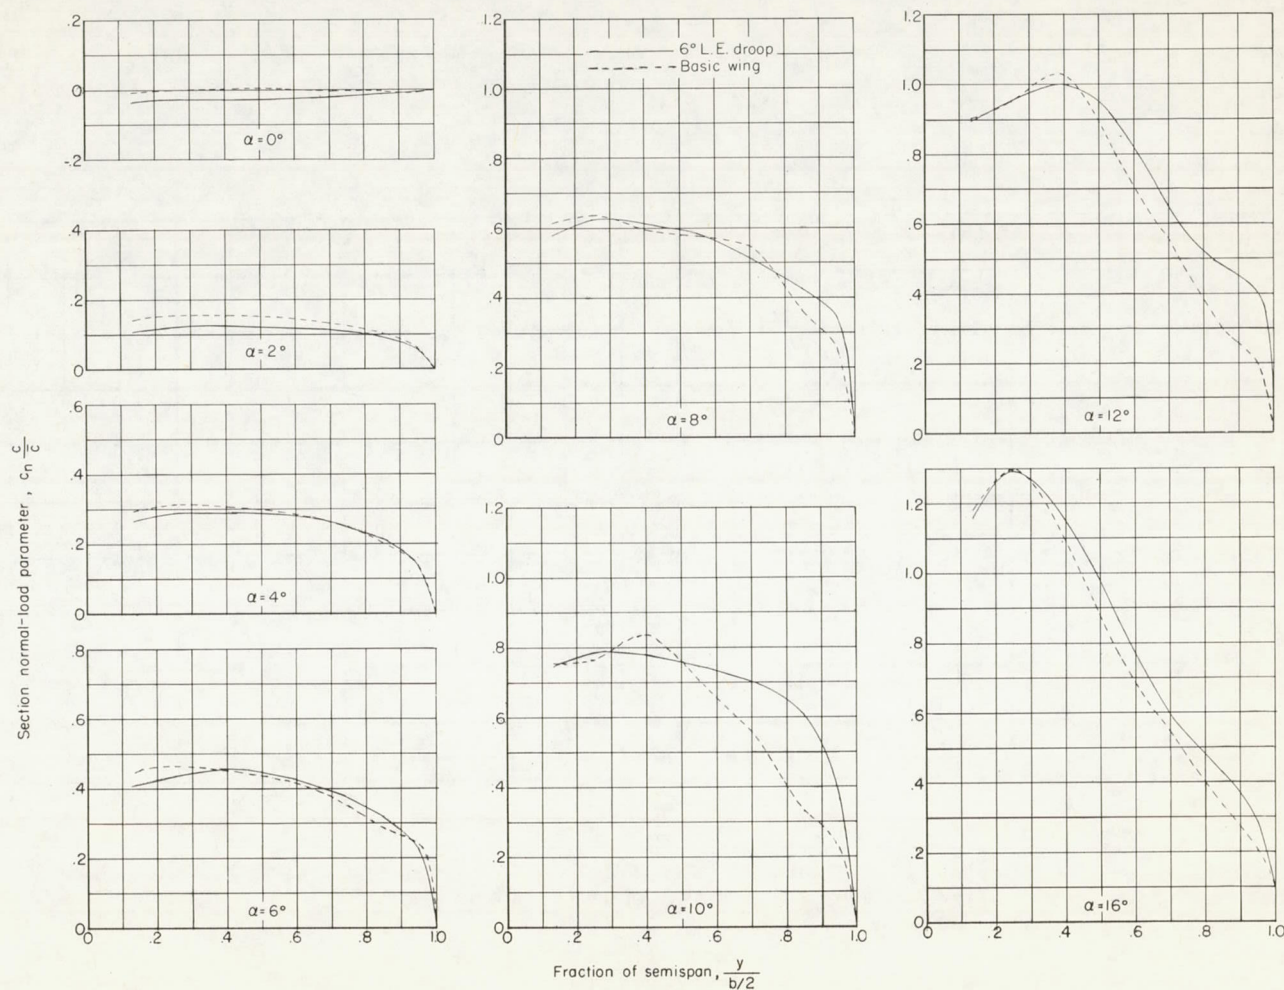 Section normal-load parameter, cn c/c̄
.2
0
-.2
α=0°
.4
.2
0
α=2°
.6
.4
.2
0
α=4°
.8
.6
.4
.2
0
α=6°
0 .2 .4 .6 .8 1.0
1.2
1.0
.8
.6
.4
.2
0
6° L.E. droop
Basic wing
α=8°
1.2
1.0
.8
.6
.4
.2
0
α=10°
0 .2 .4 .6 .8 1.0
1.2
1.0
.8
.6
.4
.2
0
α=12°
1.2
1.0
.8
.6
.4
.2
0
α=16°
0 .2 .4 .6 .8 1.0
Fraction of semispan, y/b/2